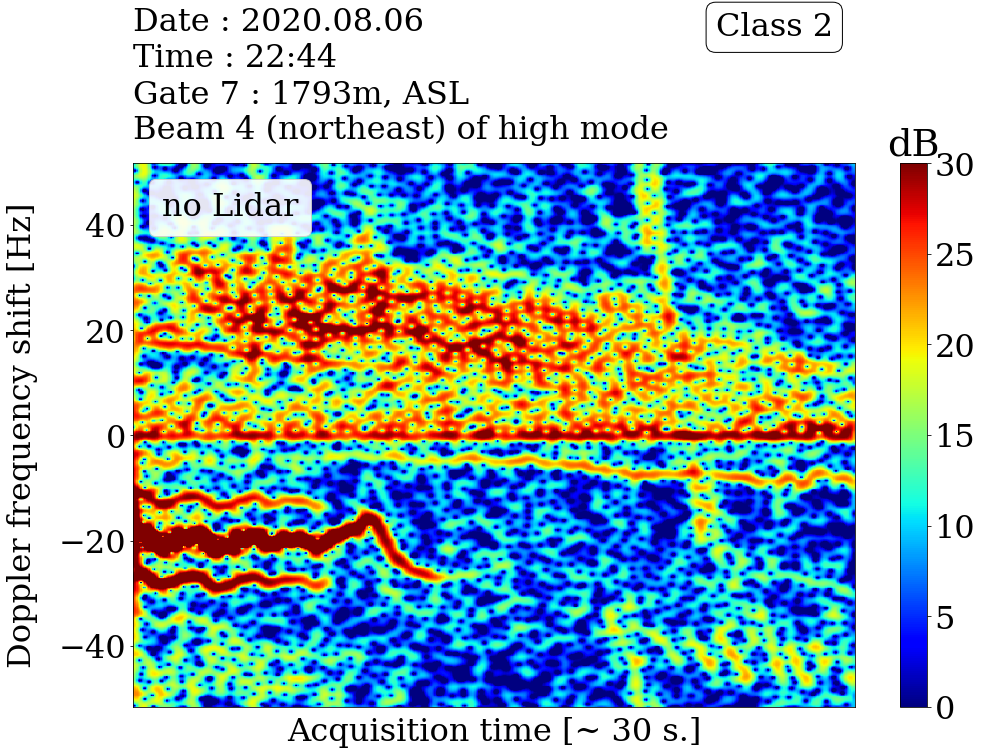 Date : 2020.08.06
Time : 22:44
Gate 7 : 1793m, ASL
Beam 4 (northeast) of high mode
Class 2
dB
no Lidar
Doppler frequency shift [Hz]
40
20
0
−20
−40
Acquisition time [~ 30 s.]
30
25
20
15
10
5
0